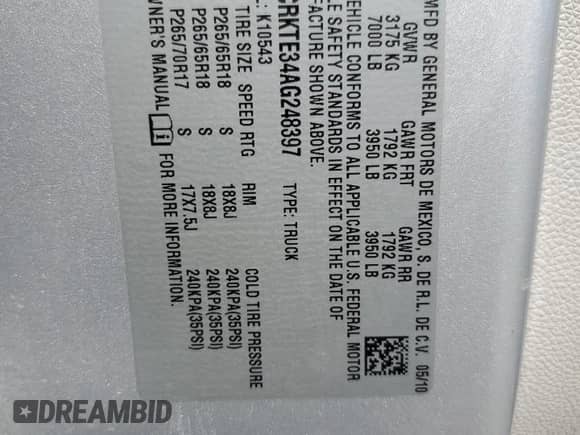 MFD BY GENERAL MOTORS DE MEXICO, S. DE R.L. DE C.V. 05/10
GVWR GAWR FRT GAWR RR
3175 KG 1792 KG 1792 KG
7000 LB 3950 LB 3950 LB
VEHICLE CONFORMS TO ALL APPLICABLE U.S. FEDERAL MOTOR
LE SAFETY STANDARDS IN EFFECT ON THE DATE OF
FACTURE SHOWN ABOVE.
CRKTE34AG248397 TYPE: TRUCK
L: K10543
TIRE SIZE SPEED RTG RIM COLD TIRE PRESSURE
P265/65R18 S 18X8J 240KPA(35PSI)
P265/65R18 S 18X8J 240KPA(35PSI)
P265/70R17 S 17X7.5J 240KPA(35PSI)
OWNER'S MANUAL FOR MORE INFORMATION.
DREAMBID